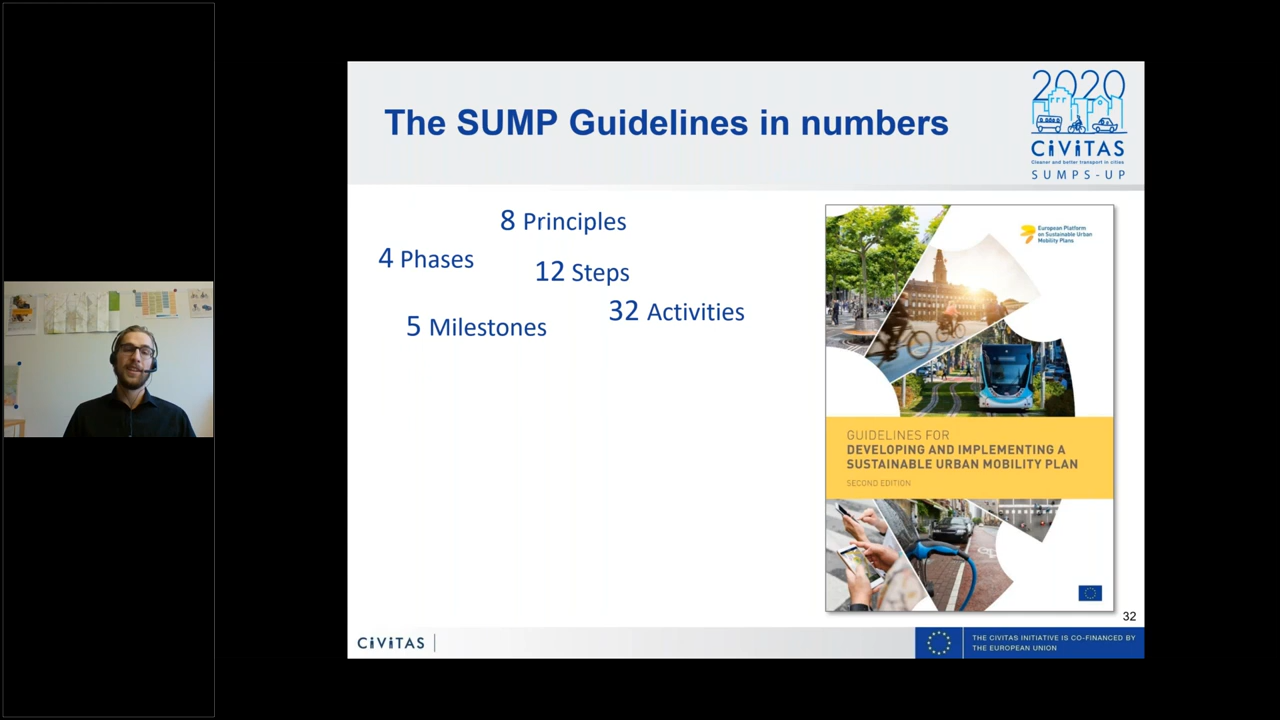 The SUMP Guidelines in numbers
2020
CiViTAS
Cleaner and better transport in cities
SUMPS-UP
8 Principles
4 Phases
12 Steps
32 Activities
5 Milestones
European Platform
on Sustainable Urban
Mobility Plans
GUIDELINES FOR
DEVELOPING AND IMPLEMENTING A
SUSTAINABLE URBAN MOBILITY PLAN
SECOND EDITION
32
CiViTAS
THE CIVITAS INITIATIVE IS CO-FINANCED BY
THE EUROPEAN UNION